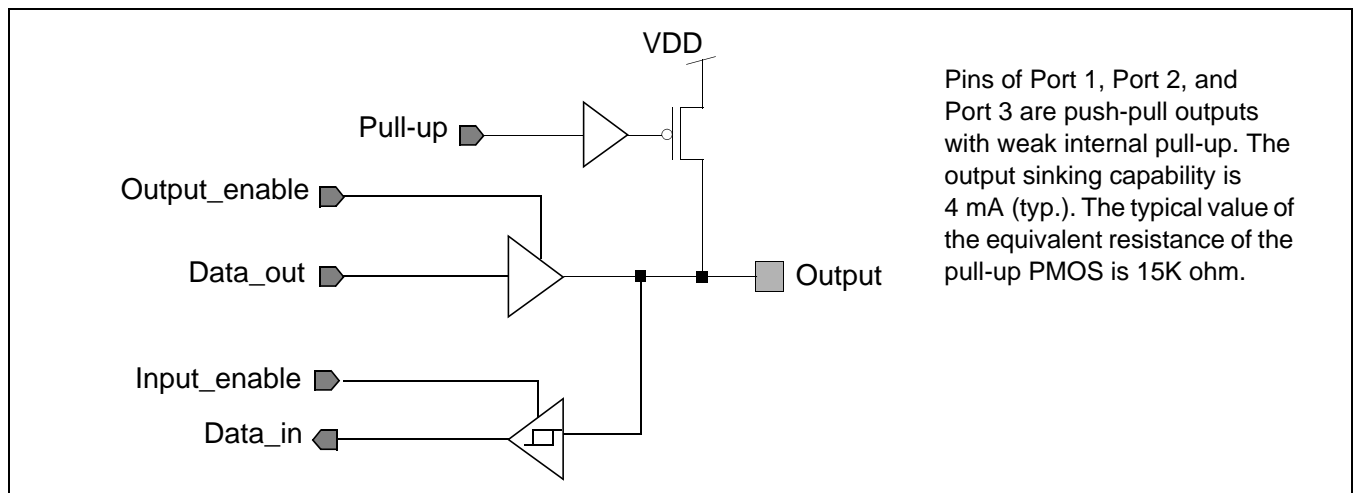 VDD
Pull-up
Output_enable
Data_out
Output
Input_enable
Data_in
Pins of Port 1, Port 2, and
Port 3 are push-pull outputs
with weak internal pull-up. The
output sinking capability is
4 mA (typ.). The typical value of
the equivalent resistance of the
pull-up PMOS is 15K ohm.